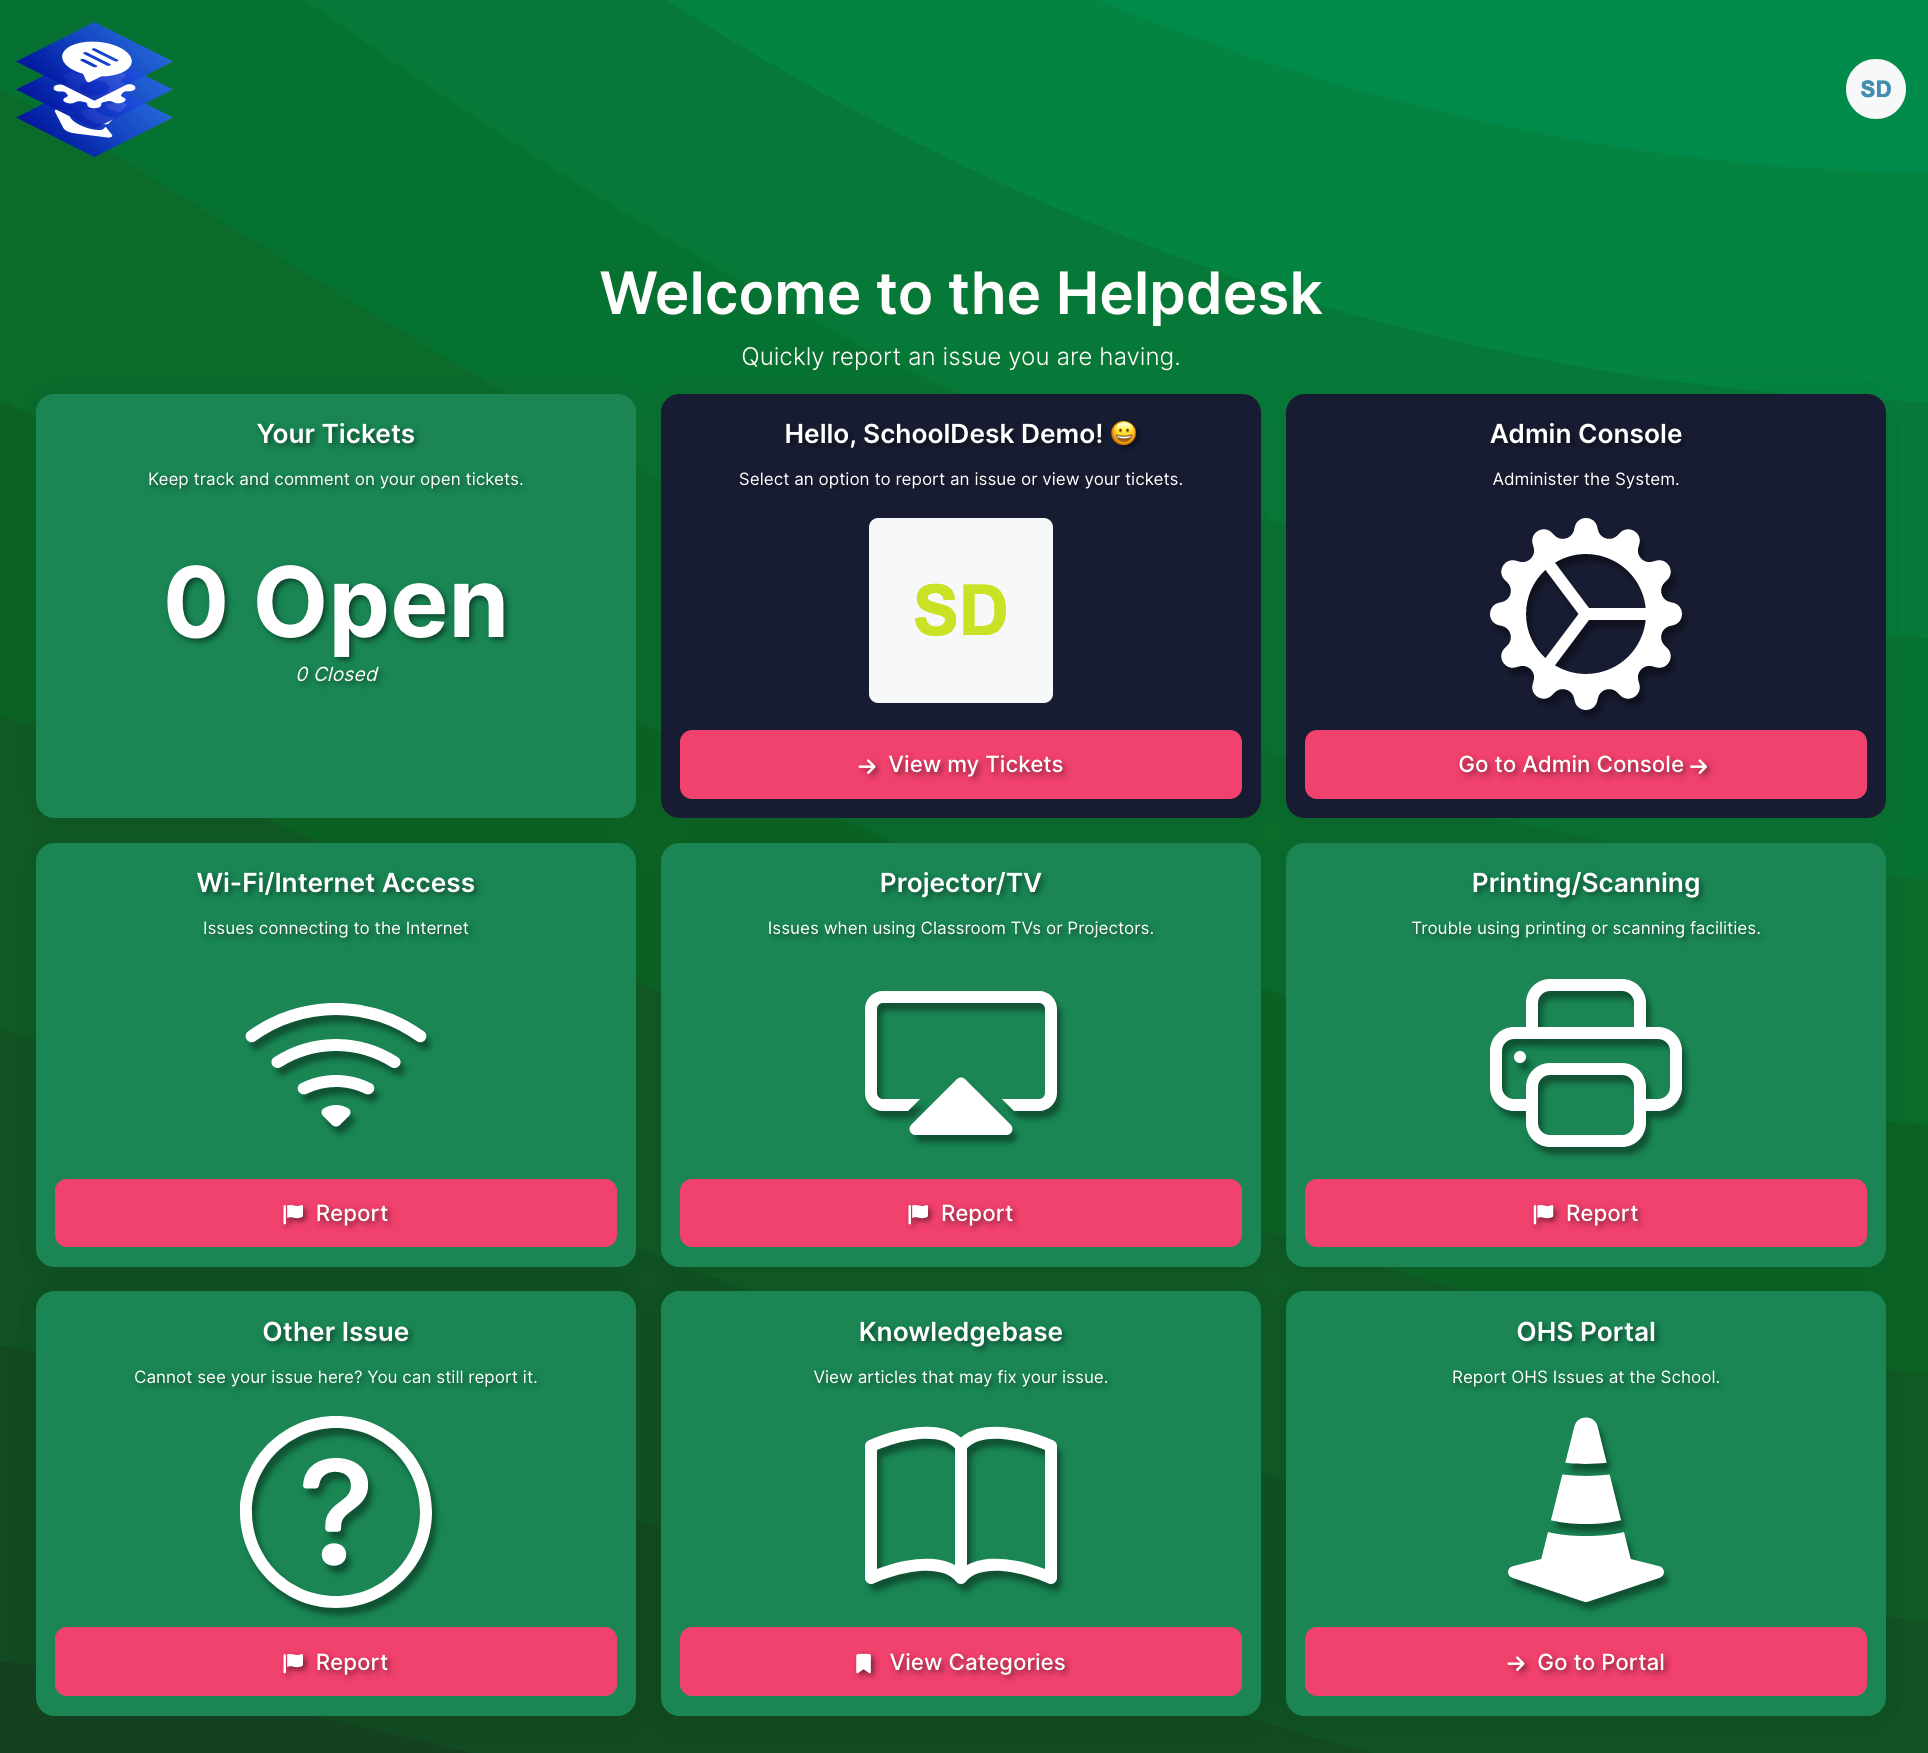 SD
Welcome to the Helpdesk
Quickly report an issue you are having.
Your Tickets
Keep track and comment on your open tickets.
0 Open
0 Closed
Hello, SchoolDesk Demo! 😀
Select an option to report an issue or view your tickets.
SD
View my Tickets
Admin Console
Administer the System.
Go to Admin Console
Wi-Fi/Internet Access
Issues connecting to the Internet
Report
Projector/TV
Issues when using Classroom TVs or Projectors.
Report
Printing/Scanning
Trouble using printing or scanning facilities.
Report
Other Issue
Cannot see your issue here? You can still report it.
Report
Knowledgebase
View articles that may fix your issue.
View Categories
OHS Portal
Report OHS Issues at the School.
Go to Portal